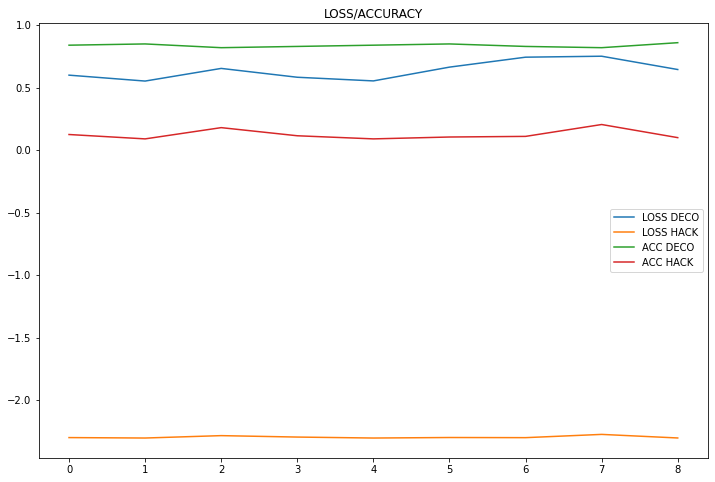 LOSS/ACCURACY
1.0
0.5
0.0
−0.5
−1.0
−1.5
−2.0
LOSS DECO
LOSS HACK
ACC DECO
ACC HACK
0 1 2 3 4 5 6 7 8